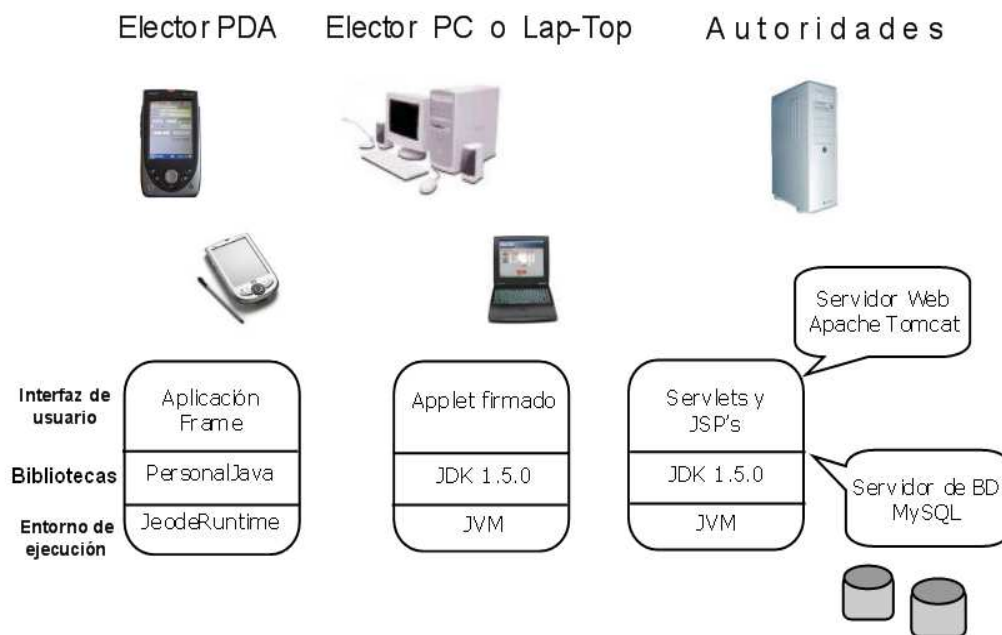 Elector PDA
Elector PC o Lap-Top
Autoridades
Servidor Web
Apache Tomcat
Interfaz de
usuario
Aplicación
Frame
Applet firmado
Servlets y
JSP's
Bibliotecas
PersonalJava
JDK 1.5.0
JDK 1.5.0
Servidor de BD
MySQL
Entorno de
ejecución
JeodeRuntime
JVM
JVM